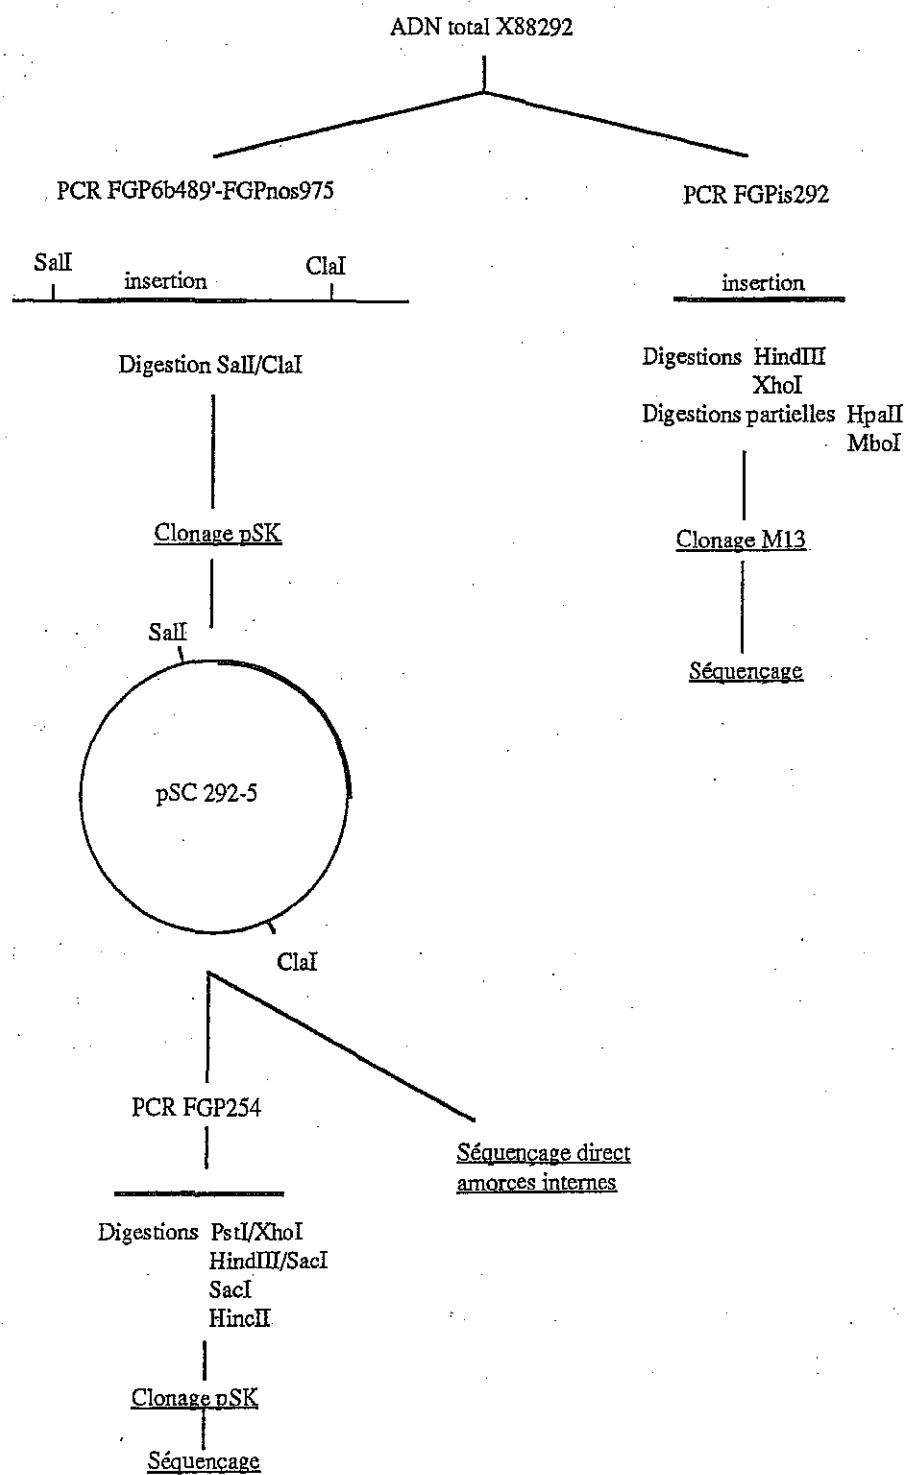 ADN total X88292
PCR FGP6b489'-FGPnos975
PCR FGPis292
SalI
insertion
ClaI
insertion
Digestion SalI/ClaI
Digestions HindIII
XhoI
Digestions partielles HpaII
MboI
Clonage pSK
Clonage M13
SalI
Séquençage
pSC 292-5
ClaI
PCR FGP254
Séquençage direct
amorces internes
Digestions PstI/XhoI
HindIII/SacI
SacI
HincII
Clonage pSK
Séquençage